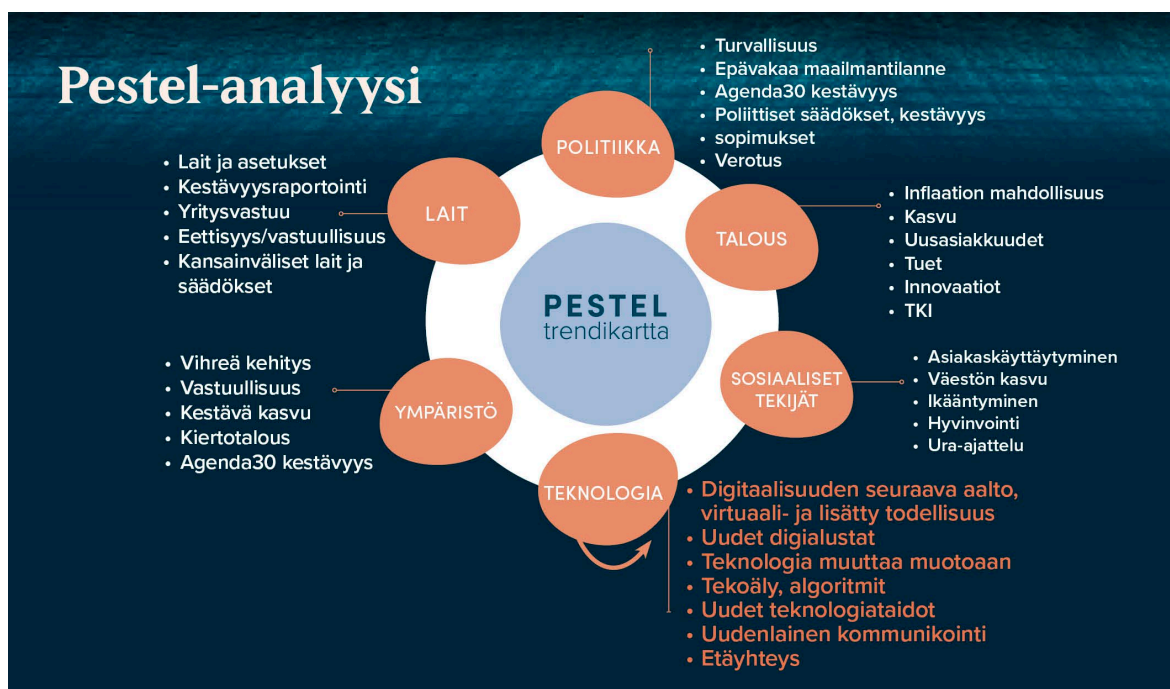 Pestel-analyysi
POLITIIKKA
• Turvallisuus
• Epävakaa maailmantilanne
• Agenda30 kestävyys
• Poliittiset säädökset, kestävyys
• sopimukset
• Verotus
TALOUS
• Inflaation mahdollisuus
• Kasvu
• Uusasiakkuudet
• Tuet
• Innovaatiot
• TKI
SOSIAALISET
TEKIJÄT
• Asiakaskäyttäytyminen
• Väestön kasvu
• Ikääntyminen
• Hyvinvointi
• Ura-ajattelu
TEKNOLOGIA
• Digitaalisuuden seuraava aalto,
virtuaali- ja lisätty todellisuus
• Uudet digialustat
• Teknologia muuttaa muotoaan
• Tekoäly, algoritmit
• Uudet teknologiataidot
• Uudenlainen kommunikointi
• Etäyhteys
YMPÄRISTÖ
• Vihreä kehitys
• Vastuullisuus
• Kestävä kasvu
• Kiertotalous
• Agenda30 kestävyys
LAIT
• Lait ja asetukset
• Kestävyysraportointi
• Yritysvastuu
• Eettisyys/vastuullisuus
• Kansainväliset lait ja
säädökset
PESTEL
trendikartta